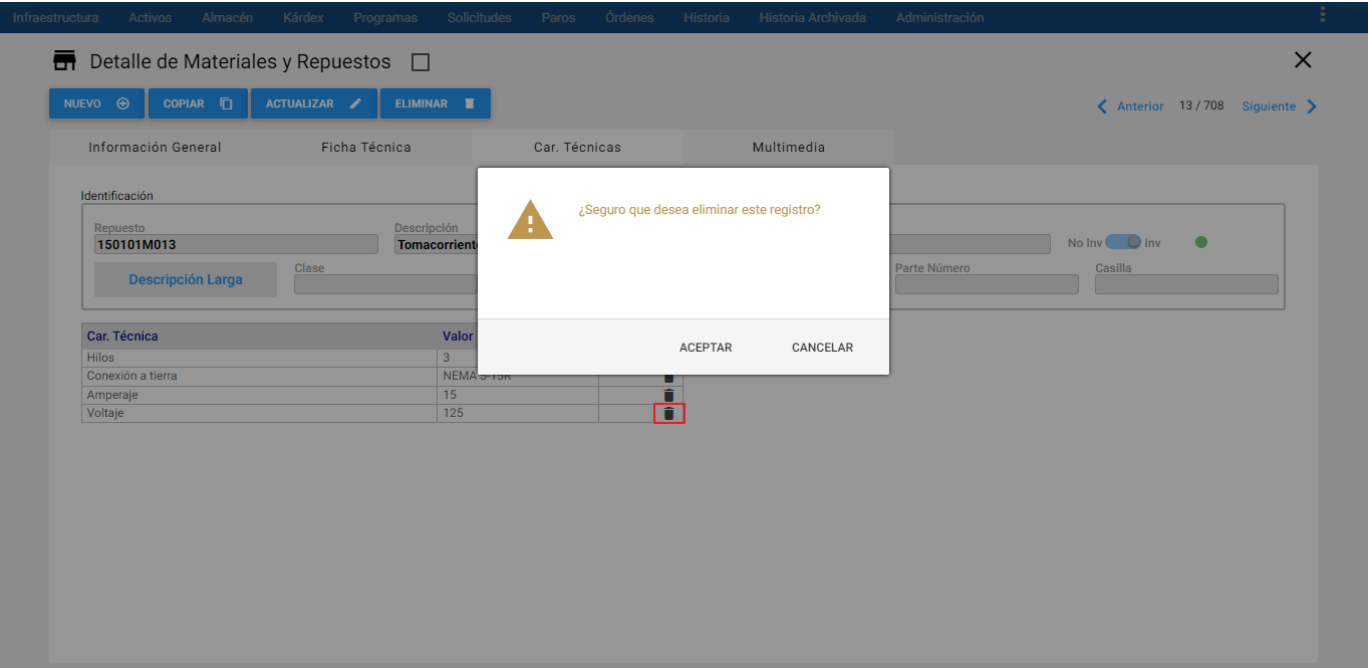 Infraestructura Activos Almacén Kárdex Programas Solicitudes Paros Órdenes Historia Historia Archivada Administración
Detalle de Materiales y Repuestos
NUEVO COPIAR ACTUALIZAR ELIMINAR Anterior 13 / 708 Siguiente
Información General Ficha Técnica Car. Técnicas Multimedia
Identificación
¿Seguro que desea eliminar este registro?
Repuesto Descripción
150101M013 Tomacorriente No Inv Inv
Clase Parte Número Casilla
Descripción Larga
Car. Técnica Valor
ACEPTAR CANCELAR
Hilos 3
Conexión a tierra NEMA 5-15R
Amperaje 15
Voltaje 125